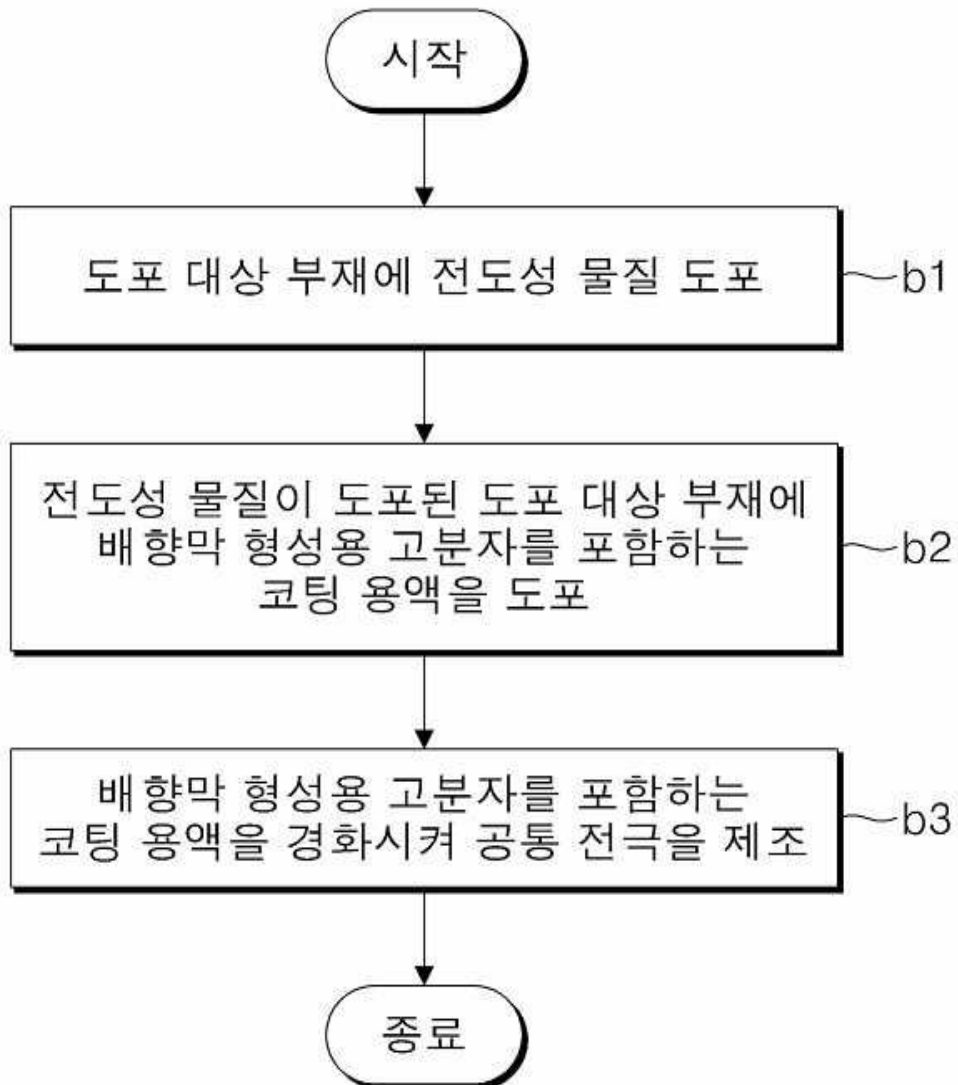 시작
도포 대상 부재에 전도성 물질 도포
b1
전도성 물질이 도포된 도포 대상 부재에
배향막 형성용 고분자를 포함하는
코팅 용액을 도포
b2
배향막 형성용 고분자를 포함하는
코팅 용액을 경화시켜 공통 전극을 제조
b3
종료